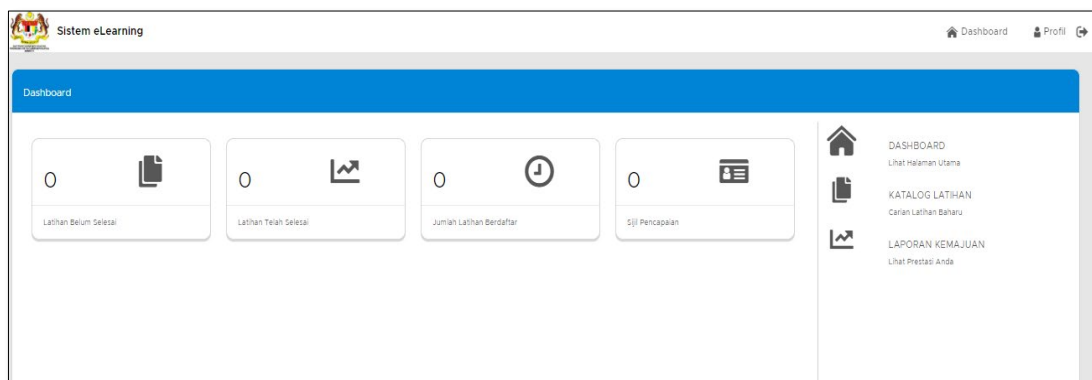 Sistem eLearning
Dashboard
Profil
Dashboard
0
Latihan Belum Selesai
0
Latihan Telah Selesai
0
Jumlah Latihan Berdaftar
0
Sijil Pencapaian
DASHBOARD
Lihat Halaman Utama
KATALOG LATIHAN
Carian Latihan Baharu
LAPORAN KEMAJUAN
Lihat Prestasi Anda